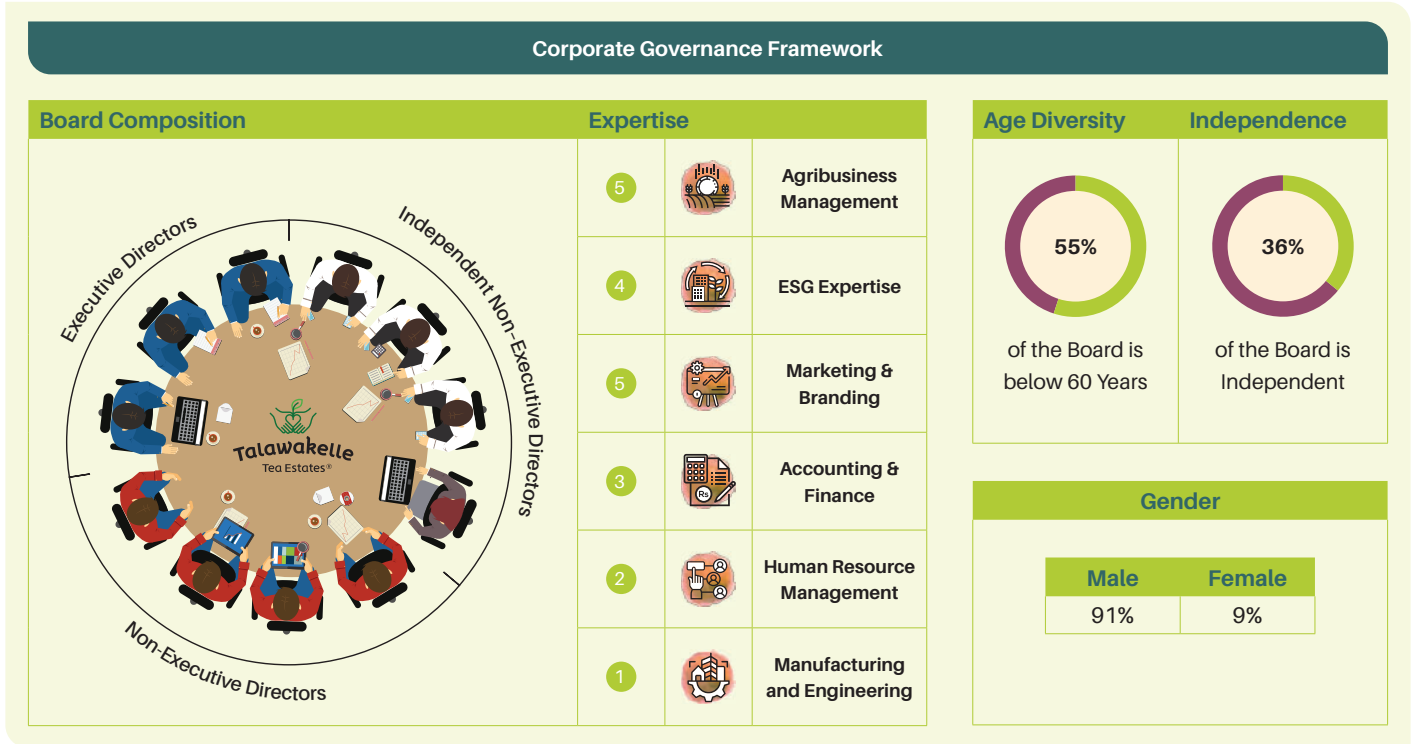 Corporate Governance Framework
Board Composition
Expertise
Executive Directors
Independent Non-Executive Directors
Non-Executive Directors
Talawakelle
Tea Estates®
5
Agribusiness
Management
4
ESG Expertise
5
Marketing &
Branding
3
Rs
Accounting &
Finance
2
Human Resource
Management
1
Manufacturing
and Engineering
Age Diversity
Independence
55%
of the Board is
below 60 Years
36%
of the Board is
Independent
Gender
Male
Female
91%
9%